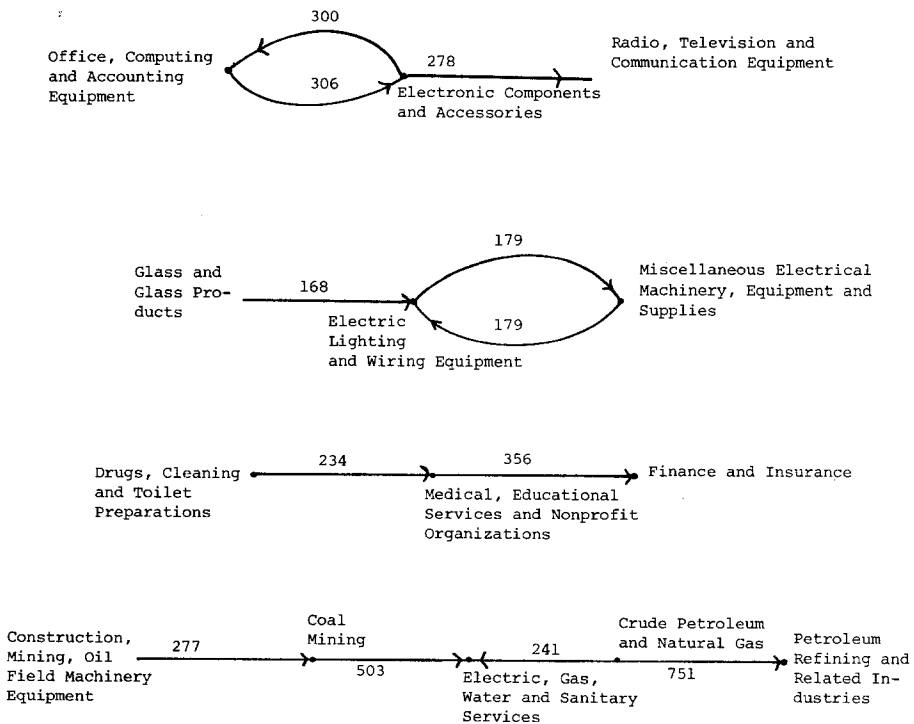 300
Office, Computing
and Accounting
Equipment
306
278
Electronic Components
and Accessories
Radio, Television and
Communication Equipment
Glass and
Glass Pro-
ducts
168
179
179
Electric
Lighting
and Wiring Equipment
Miscellaneous Electrical
Machinery, Equipment and
Supplies
Drugs, Cleaning
and Toilet
Preparations
234
356
Medical, Educational
Services and Nonprofit
Organizations
Finance and Insurance
Construction,
Mining, Oil
Field Machinery
Equipment
277
Coal
Mining
503
241
Electric, Gas,
Water and Sanitary
Services
Crude Petroleum
and Natural Gas
751
Petroleum
Refining and
Related In-
dustries